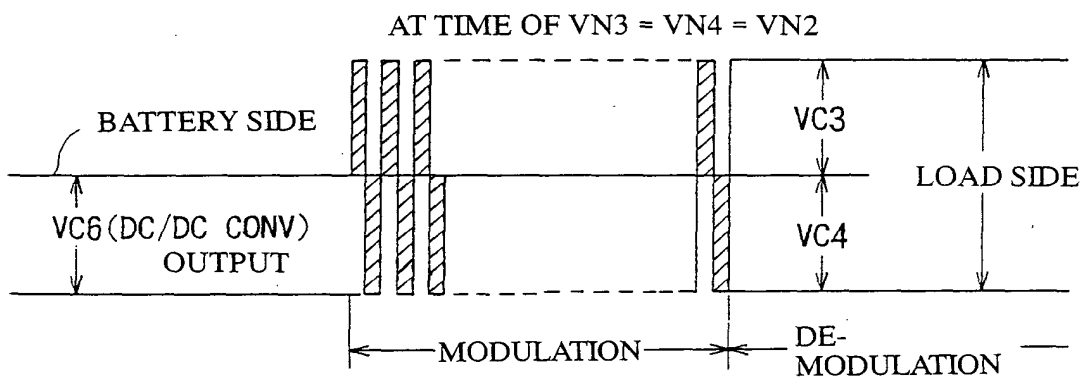 AT TIME OF VN3 = VN4 = VN2
BATTERY SIDE
VC3
LOAD SIDE
VC6(DC/DC CONV)
OUTPUT
VC4
MODULATION
DE-
MODULATION